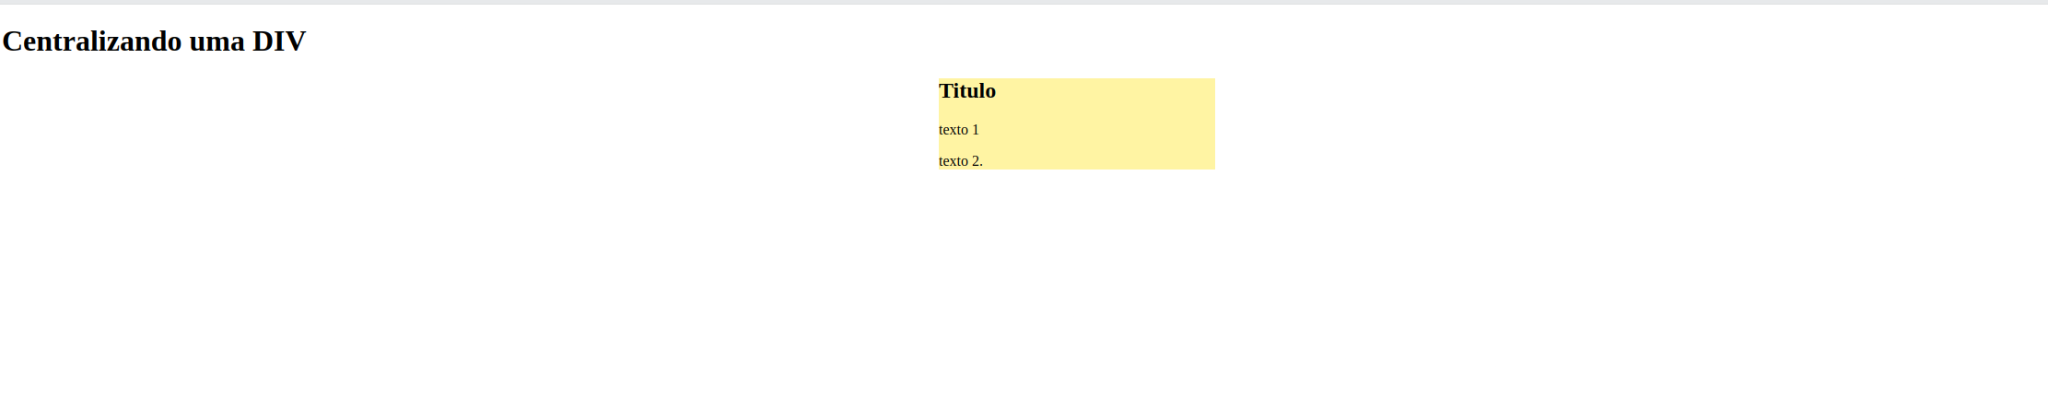 Centralizando uma DIV
Titulo
texto 1
texto 2.